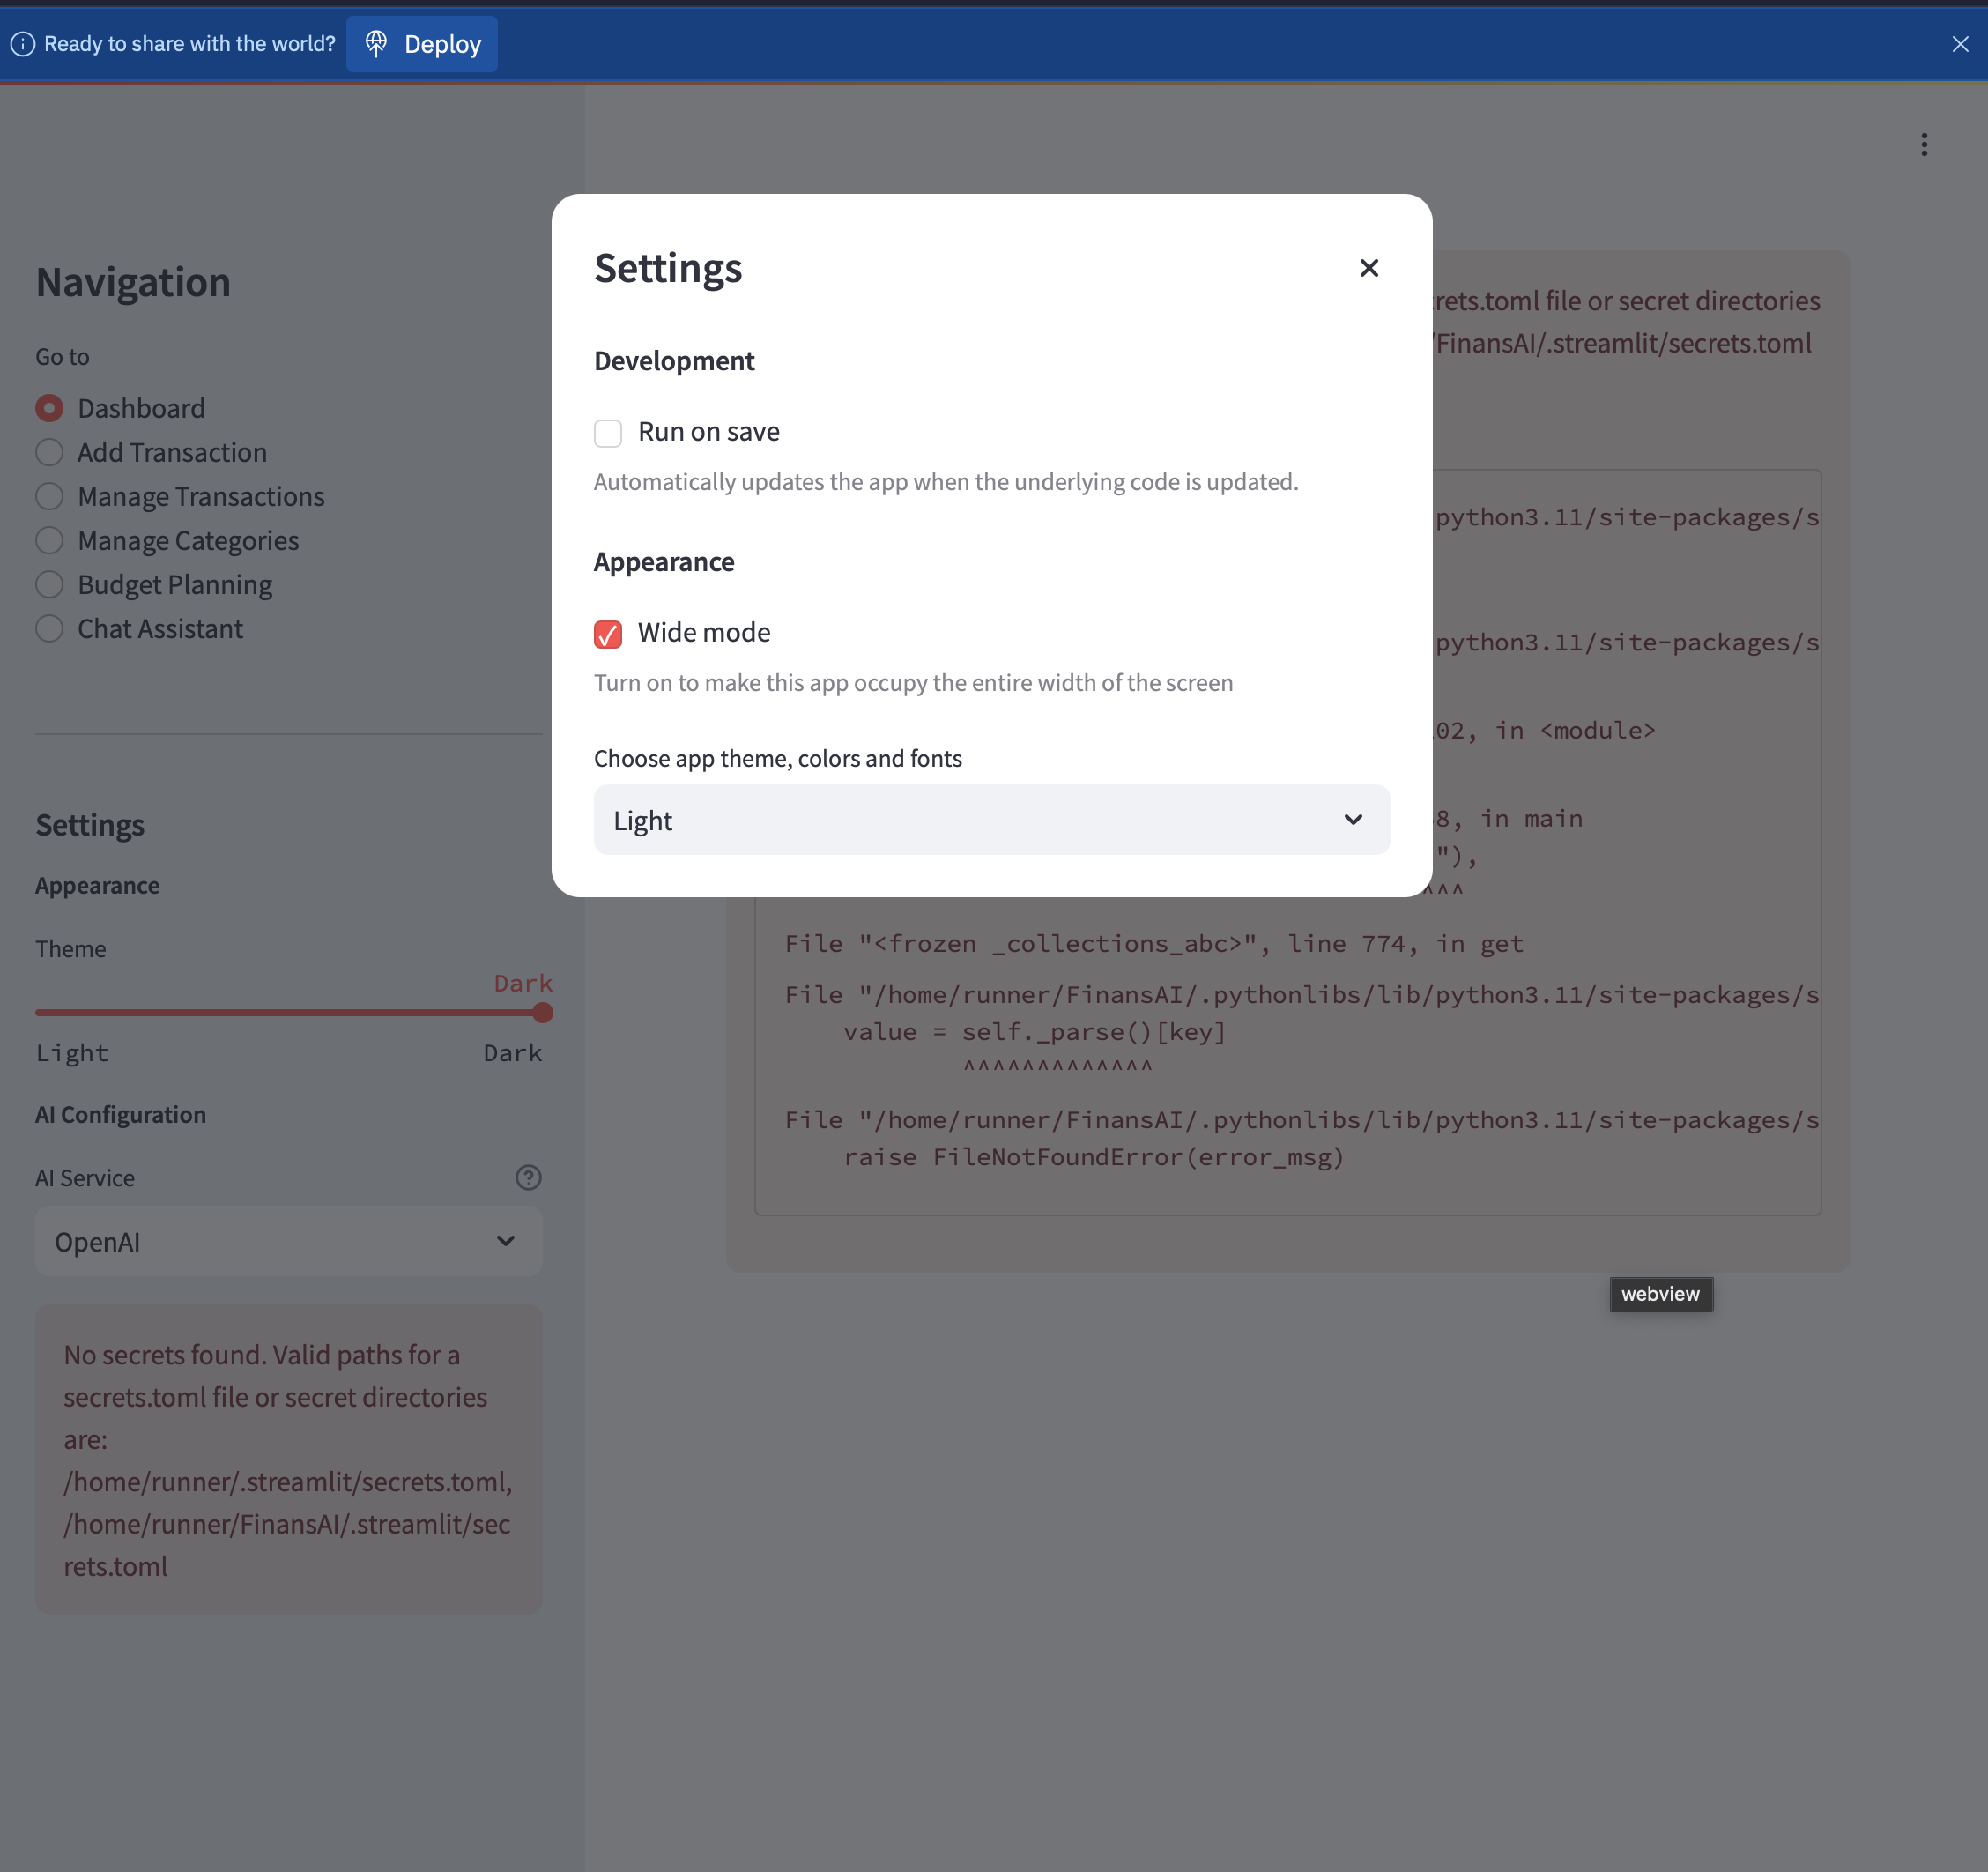 Ready to share with the world?
Deploy
Navigation
Go to
Dashboard
Add Transaction
Manage Transactions
Manage Categories
Budget Planning
Chat Assistant
Settings
Appearance
Theme
Dark
Light Dark
AI Configuration
AI Service
OpenAI
No secrets found. Valid paths for a
secrets.toml file or secret directories
are:
/home/runner/.streamlit/secrets.toml,
/home/runner/FinansAI/.streamlit/sec
rets.toml
Settings
Development
Run on save
Automatically updates the app when the underlying code is updated.
Appearance
Wide mode
Turn on to make this app occupy the entire width of the screen
Choose app theme, colors and fonts
Light
rets.toml file or secret directories
/FinansAI/.streamlit/secrets.toml
python3.11/site-packages/s
python3.11/site-packages/s
02, in <module>
8, in main
"),
^^^
File "<frozen _collections_abc>", line 774, in get
File "/home/runner/FinansAI/.pythonlibs/lib/python3.11/site-packages/s
value = self._parse()[key]
^^^^^^^^^^^^^
File "/home/runner/FinansAI/.pythonlibs/lib/python3.11/site-packages/s
raise FileNotFoundError(error_msg)
webview